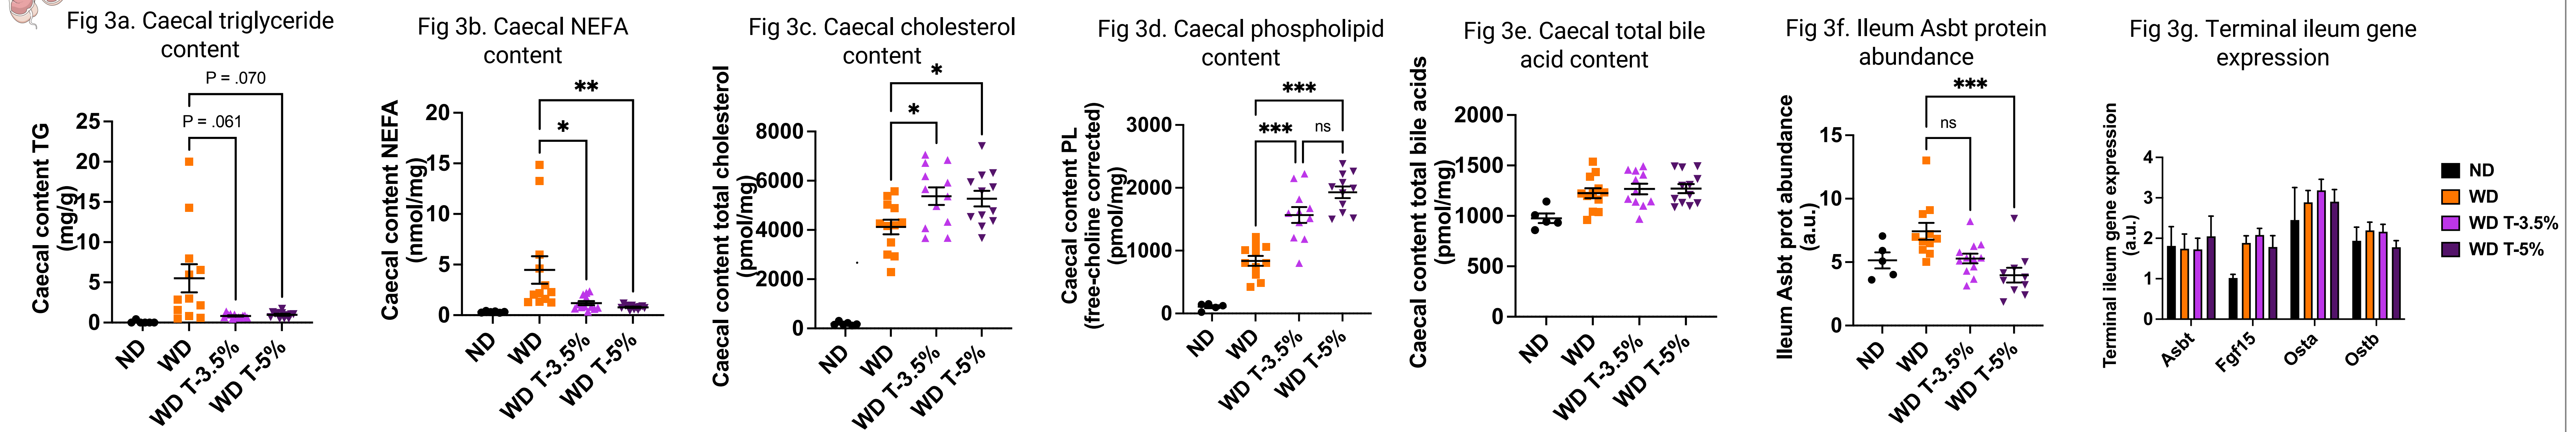 Fig 3a. Caecal triglyceride
content
P = .070
P = .061
Caecal content TG
(mg/g)
25
20
15
10
5
0
ND
WD
WD T-3.5%
WD T-5%
Fig 3b. Caecal NEFA
content
**
*
Caecal content NEFA
(nmol/mg)
20
15
10
5
0
ND
WD
WD T-3.5%
WD T-5%
Fig 3c. Caecal cholesterol
content
*
*
Caecal content total cholesterol
(pmol/mg)
8000
6000
4000
2000
0
ND
WD
WD T-3.5%
WD T-5%
Fig 3d. Caecal phospholipid
content
***
***
ns
Caecal content PL
(free-choline corrected)
(pmol/mg)
3000
2000
1000
0
ND
WD
WD T-3.5%
WD T-5%
Fig 3e. Caecal total bile
acid content
Caecal content total bile acids
(pmol/mg)
2000
1500
1000
500
0
ND
WD
WD T-3.5%
WD T-5%
Fig 3f. Ileum Asbt protein
abundance
***
ns
Ileum Asbt prot abundance
(a.u.)
15
10
5
0
ND
WD
WD T-3.5%
WD T-5%
Fig 3g. Terminal ileum gene
expression
Terminal ileum gene expression
(a.u.)
4
3
2
1
0
Asbt
Fgf15
Osta
Ostb
ND
WD
WD T-3.5%
WD T-5%